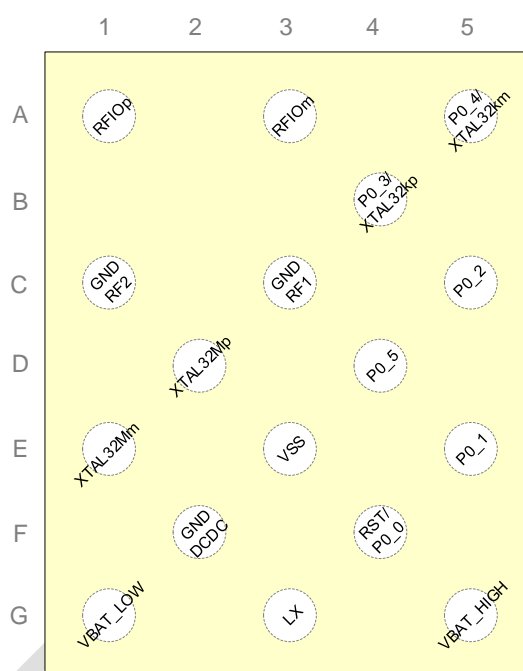 1 2 3 4 5
A
RFIOp
RFIOm
P0_4/
XTAL32km
B
P0_3/
XTAL32kp
C
GND
RF2
GND
RF1
P0_2
D
XTAL32Mp
P0_5
E
XTAL32Mm
VSS
P0_1
F
GND
DCDC
RST/
P0_0
G
VBAT_LOW
LX
VBAT_HIGH